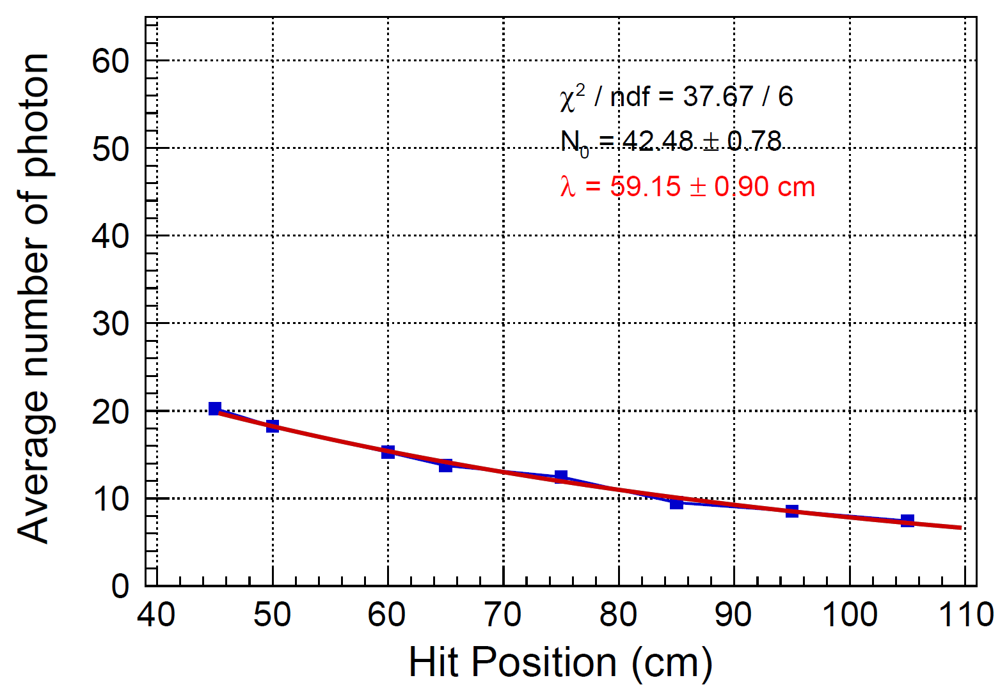 Average number of photon
60
50
40
30
20
10
0
χ² / ndf = 37.67 / 6
N₀ = 42.48 ± 0.78
λ = 59.15 ± 0.90 cm
40 50 60 70 80 90 100 110
Hit Position (cm)